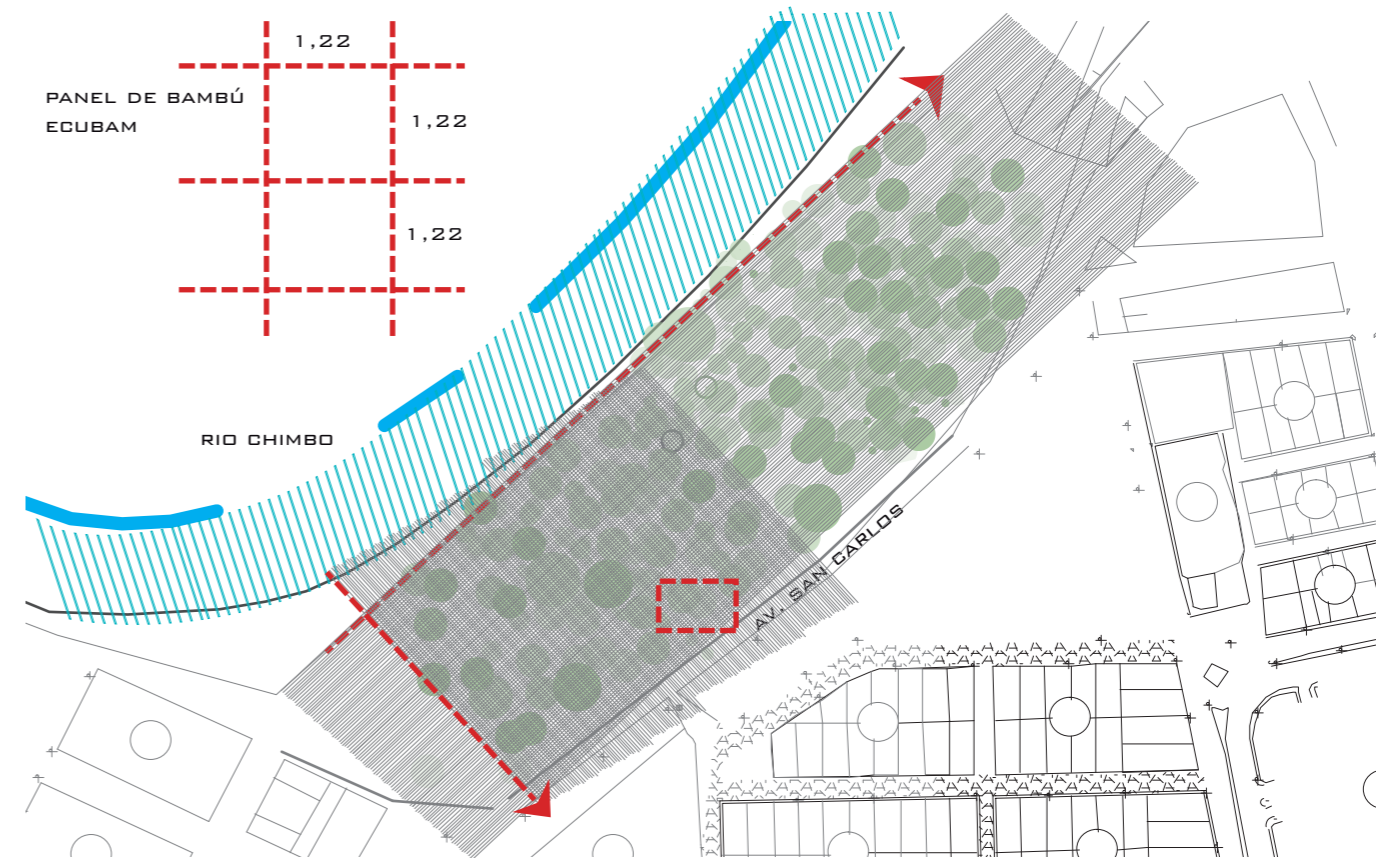 1,22
PANEL DE BAMBÚ
ECUBAM
1,22
1,22
RIO CHIMBO
AV. SAN CARLOS